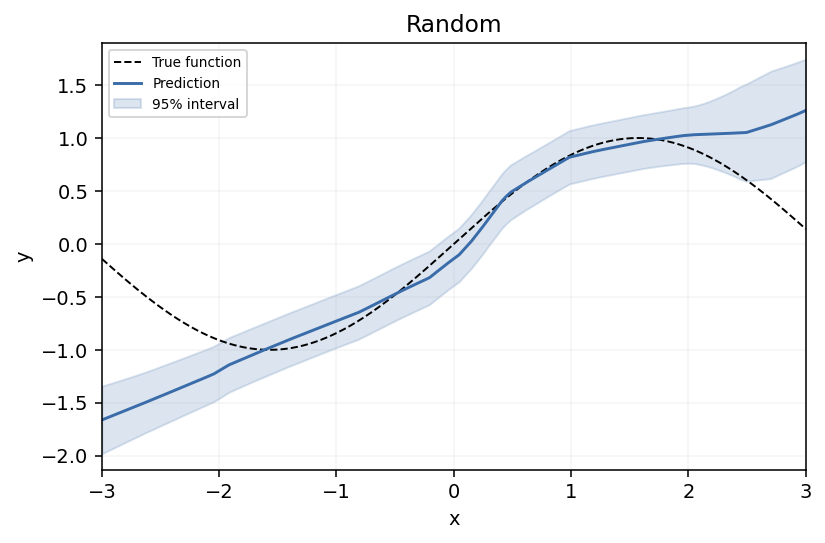 Random
True function
Prediction
95% interval
1.5
1.0
0.5
0.0
−0.5
−1.0
−1.5
−2.0
y
−3 −2 −1 0 1 2 3
x